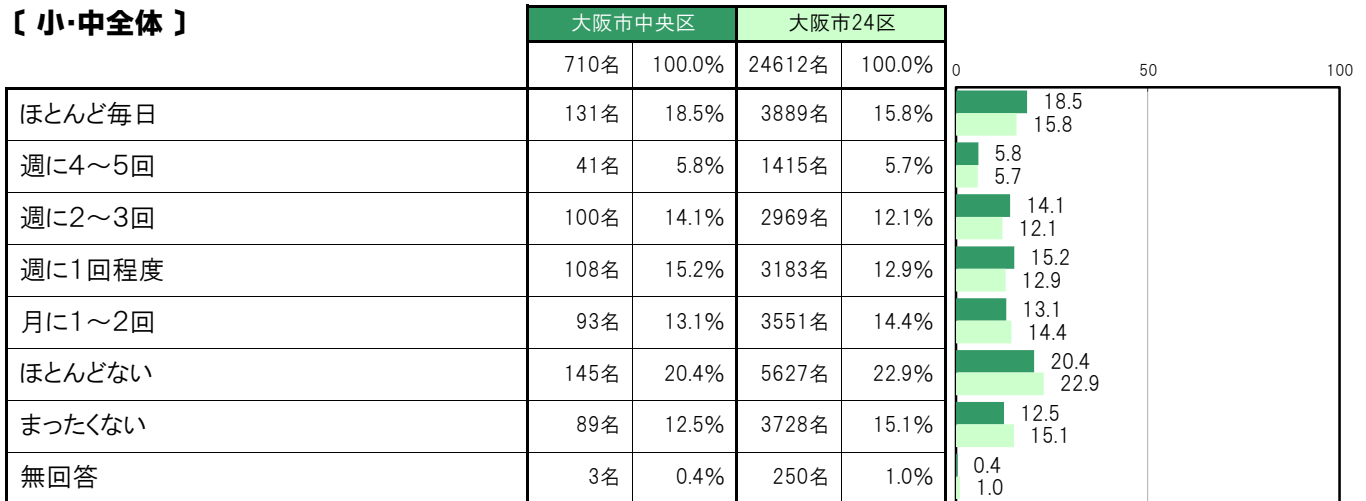 〔 小・中全体 〕
大阪市中央区 大阪市24区
710名 100.0% 24612名 100.0%
0 50 100
ほとんど毎日 131名 18.5% 3889名 15.8% 18.5
15.8
週に4～5回 41名 5.8% 1415名 5.7% 5.8
5.7
週に2～3回 100名 14.1% 2969名 12.1% 14.1
12.1
週に1回程度 108名 15.2% 3183名 12.9% 15.2
12.9
月に1～2回 93名 13.1% 3551名 14.4% 13.1
14.4
ほとんどない 145名 20.4% 5627名 22.9% 20.4
22.9
まったくない 89名 12.5% 3728名 15.1% 12.5
15.1
無回答 3名 0.4% 250名 1.0% 0.4
1.0